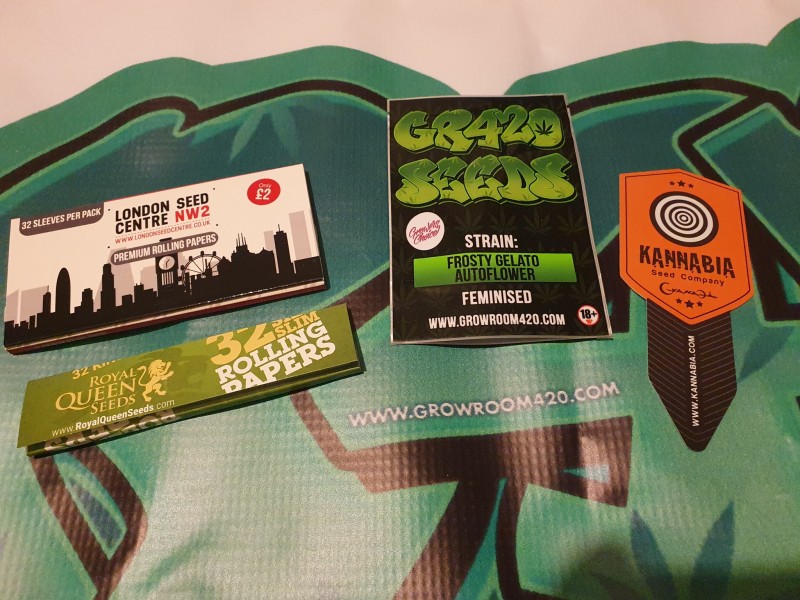 32 SLEEVES PER PACK
LONDON SEED
CENTRE NW2
WWW.LONDONSEEDCENTRE.CO.UK
PREMIUM ROLLING PAPERS
Only
£2
ROYAL
QUEEN
SEEDS
www.RoyalQueenSeeds.com
32
SLIM
ROLLING
PAPERS
GR420
SEEDS
Growers
Choice!
STRAIN:
FROSTY GELATO
AUTOFLOWER
FEMINISED
WWW.GROWROOM420.COM
18+
KANNABIA
Seed Company
WWW.KANNABIA.COM
WWW.GROWROOM420.COM